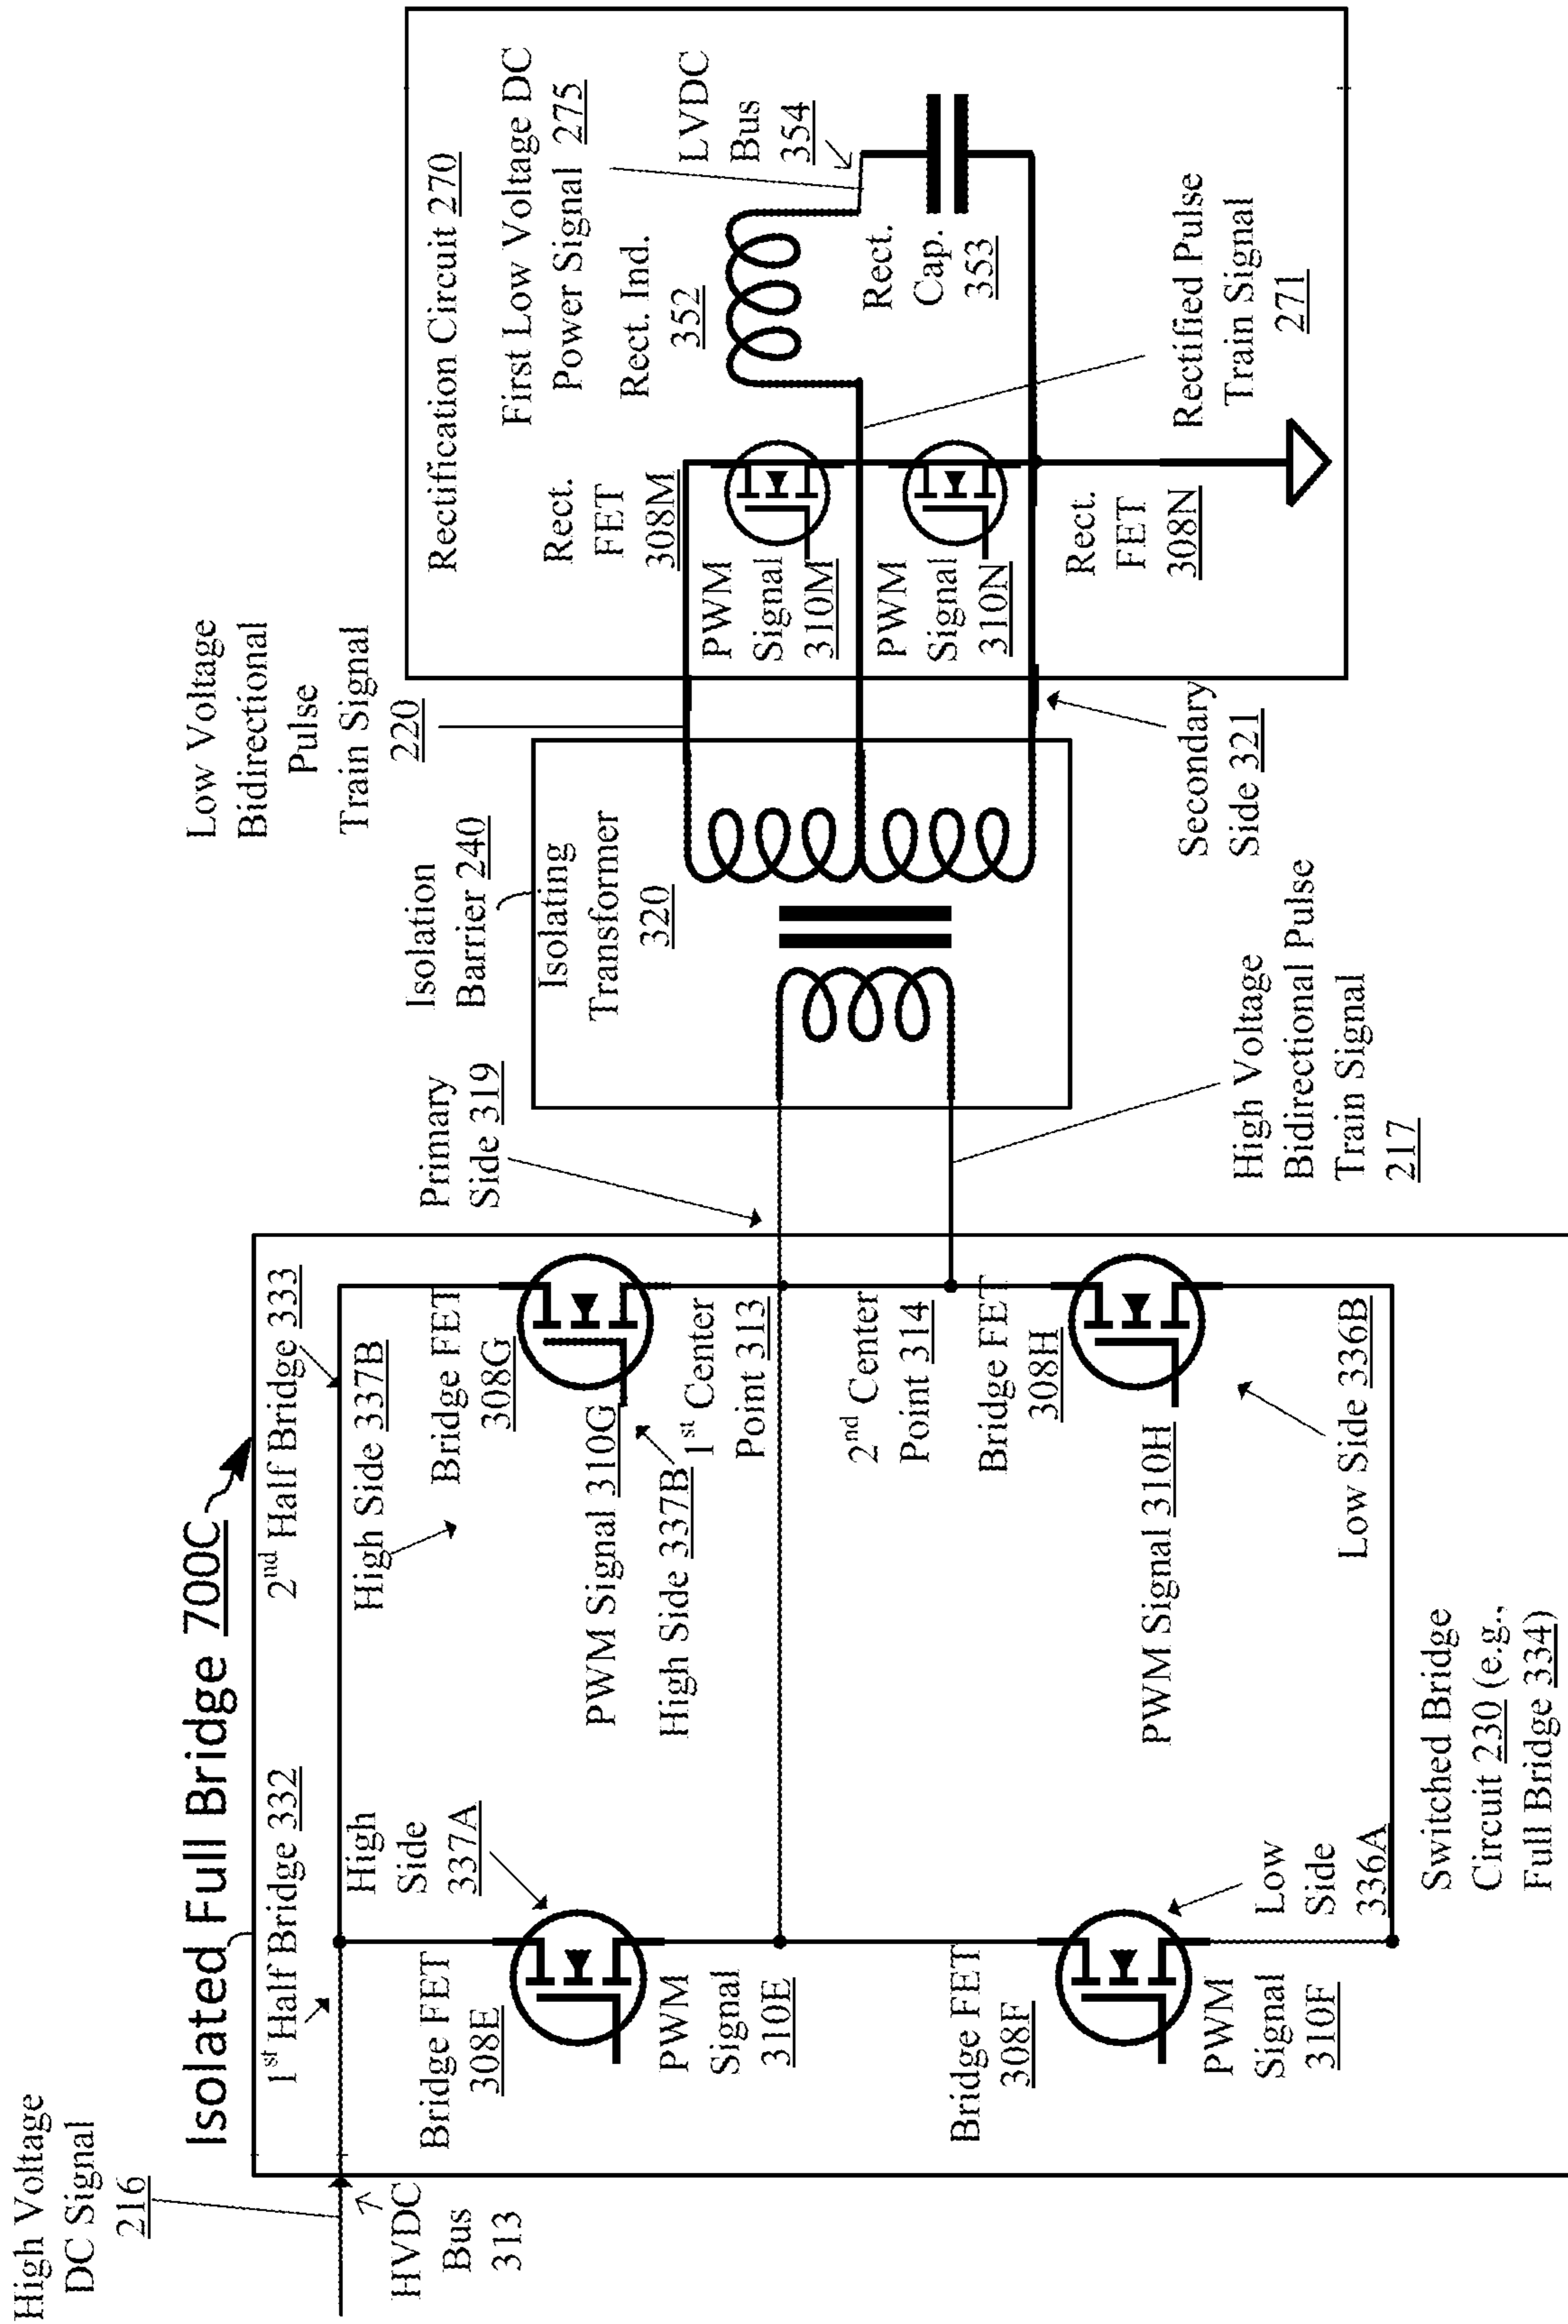 High Voltage
DC Signal
216
HVDC
Bus
313
Isolated Full Bridge 700C
1st Half Bridge 332
2nd Half Bridge 333
High
Side
337A
High Side 337B
Bridge FET
308E
PWM
Signal
310E
Bridge FET
308G
PWM Signal 310G
High Side 337B
1st Center
Point 313
2nd Center
Point 314
Bridge FET
308F
PWM
Signal
310F
Low
Side
336A
Bridge FET
308H
PWM Signal 310H
Low Side 336B
Switched Bridge
Circuit 230 (e.g.,
Full Bridge 334)
Primary
Side 319
High Voltage
Bidirectional Pulse
Train Signal
217
Isolation
Barrier 240
Isolating
Transformer
320
Low Voltage
Bidirectional
Pulse
Train Signal
220
Secondary
Side 321
Rectification Circuit 270
First Low Voltage DC
Power Signal 275
Rect. Ind.
352
LVDC
Bus
354
Rect.
FET
308M
PWM
Signal
310M
PWM
Signal
310N
Rect.
FET
308N
Rect.
Cap.
353
Rectified Pulse
Train Signal
271